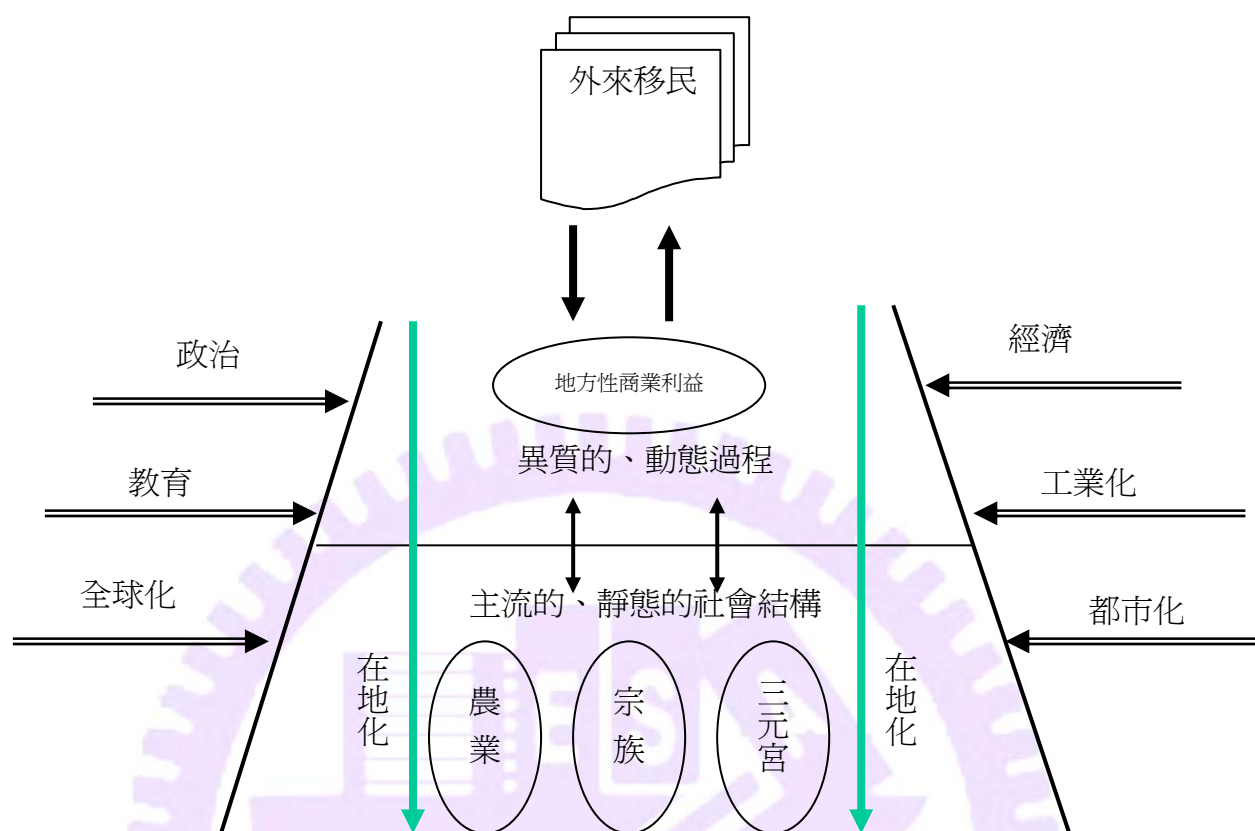 外來移民
政治
經濟
地方性商業利益
異質的、動態過程
教育
工業化
全球化
主流的、靜態的社會結構
都市化
在地化
農業
宗族
三元宮
在地化
ES